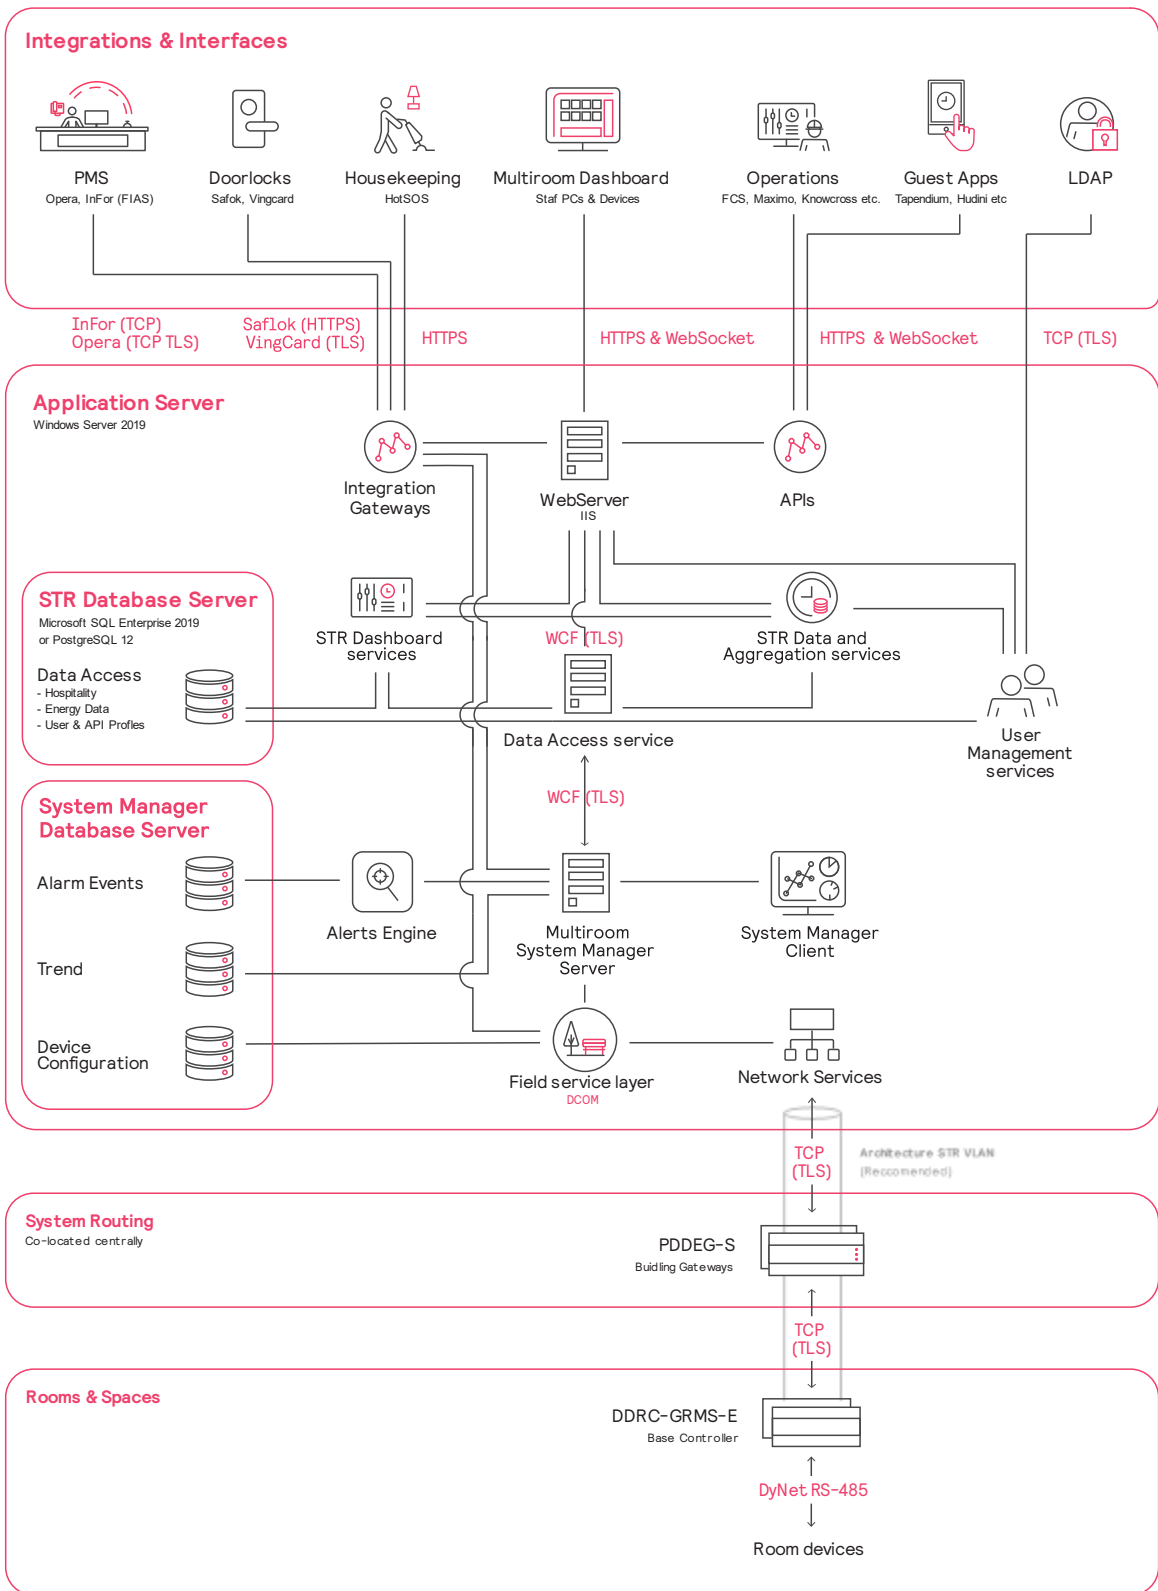 Integrations & Interfaces
PMS
Opera, InFor (FIAS)
Doorlocks
Safok, Vingcard
Housekeeping
HotSOS
Multiroom Dashboard
Staf PCs & Devices
Operations
FCS, Maximo, Knowcross etc.
Guest Apps
Tapendium, Hudini etc
LDAP
InFor (TCP)
Opera (TCP TLS)
Saflok (HTTPS)
VingCard (TLS)
HTTPS
HTTPS & WebSocket
HTTPS & WebSocket
TCP (TLS)
Application Server
Windows Server 2019
Integration
Gateways
WebServer
IIS
APIs
STR Database Server
Microsoft SQL Enterprise 2019
or PostgreSQL 12
Data Access
- Hospitality
- Energy Data
- User & API Profles
STR Dashboard
services
WCF (TLS)
STR Data and
Aggregation services
Data Access service
User
Management
services
WCF (TLS)
System Manager
Database Server
Alarm Events
Alerts Engine
Multiroom
System Manager
Server
System Manager
Client
Trend
Device
Configuration
Field service layer
DCOM
Network Services
TCP
(TLS)
Architecture STR VLAN
(Reccomended)
System Routing
Co-located centrally
PDDEG-S
Buidling Gateways
TCP
(TLS)
Rooms & Spaces
DDRC-GRMS-E
Base Controller
DyNet RS-485
Room devices